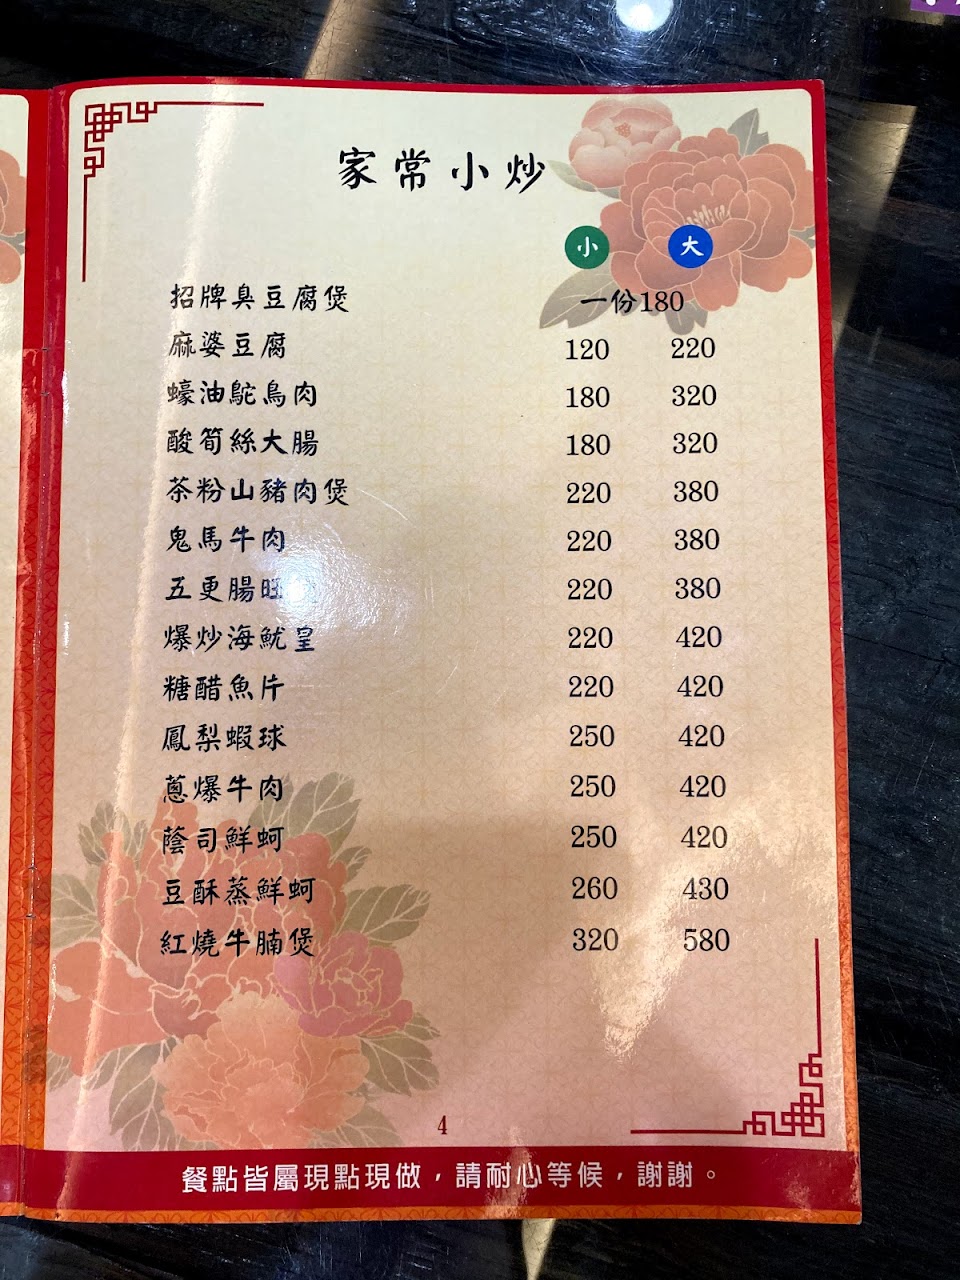 家常小炒
小 大
招牌臭豆腐煲 一份180
麻婆豆腐 120 220
蠔油鴕鳥肉 180 320
酸筍絲大腸 180 320
茶粉山豬肉煲 220 380
鬼馬牛肉 220 380
五更腸旺 220 380
爆炒海魷皇 220 420
糖醋魚片 220 420
鳳梨蝦球 250 420
蔥爆牛肉 250 420
蔭司鮮蚵 250 420
豆酥蒸鮮蚵 260 430
紅燒牛腩煲 320 580
4
餐點皆屬現點現做，請耐心等候，謝謝。